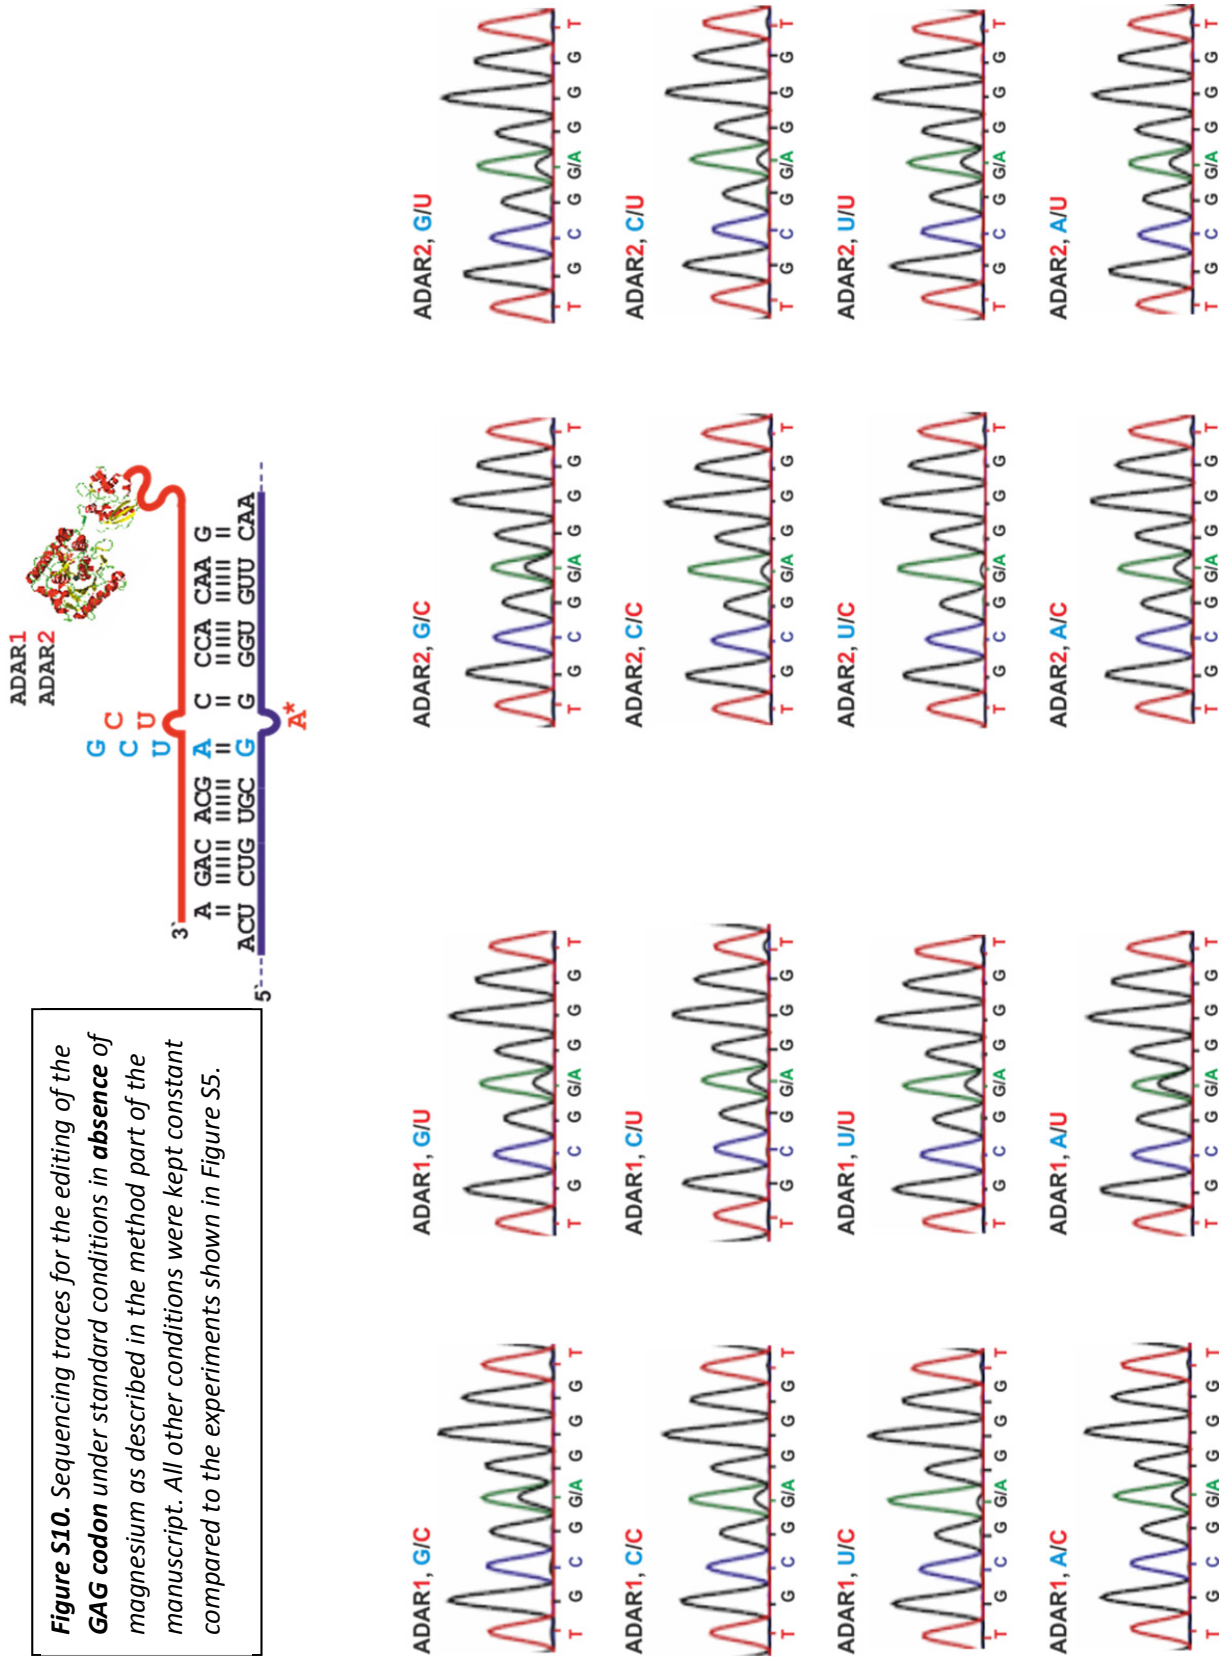 Figure S10. Sequencing traces for the editing of the
GAG codon under standard conditions in absence of
magnesium as described in the method part of the
manuscript. All other conditions were kept constant
compared to the experiments shown in Figure S5.
ADAR1
ADAR2
G
C C
U U
3` A GAC ACG A C CCA CAA G
ACU CUG UGC G G GGU GUU CAA
5`
A*
ADAR1, G/C
T G C G G/A G G G T
ADAR1, G/U
T G C G G/A G G G T
ADAR2, G/C
T G C G G/A G G G T
ADAR2, G/U
T G C G G/A G G G T
ADAR1, C/C
T G C G G/A G G G T
ADAR1, C/U
T G C G G/A G G G T
ADAR2, C/C
T G C G G/A G G G T
ADAR2, C/U
T G C G G/A G G G T
ADAR1, U/C
T G C G G/A G G G T
ADAR1, U/U
T G C G G/A G G G T
ADAR2, U/C
T G C G G/A G G G T
ADAR2, U/U
T G C G G/A G G G T
ADAR1, A/C
T G C G G/A G G G T
ADAR1, A/U
T G C G G/A G G G T
ADAR2, A/C
T G C G G/A G G G T
ADAR2, A/U
T G C G G/A G G G T